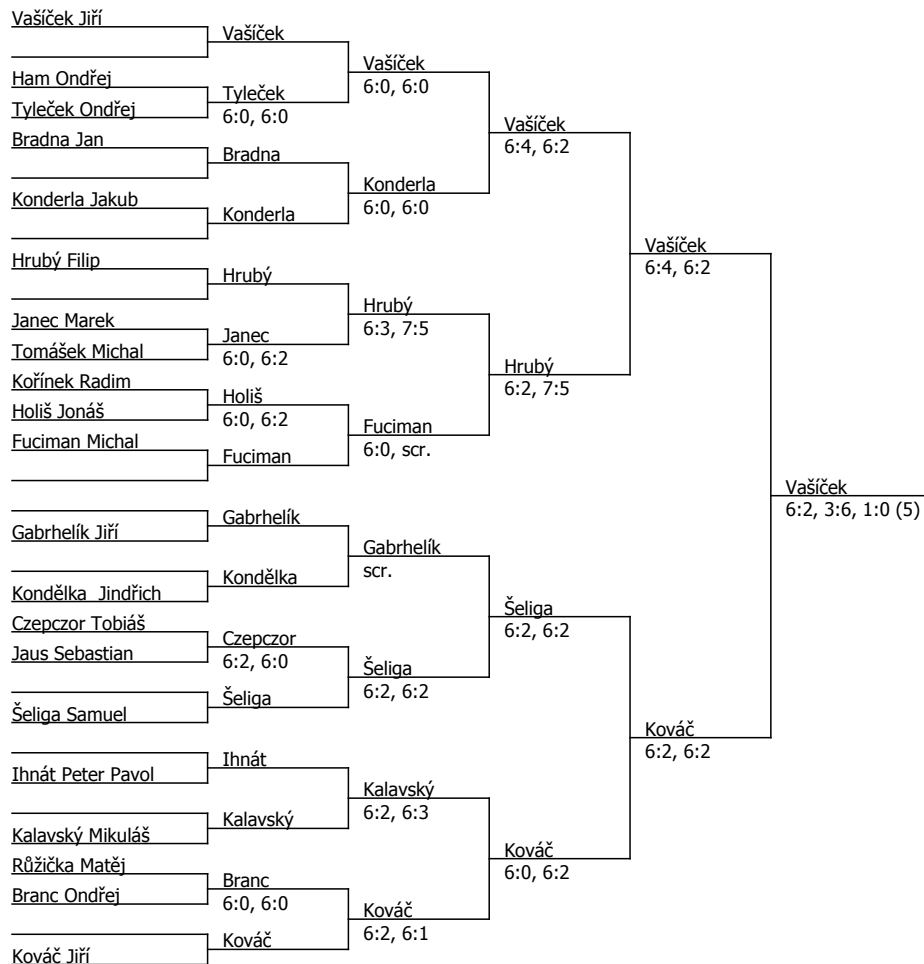 Vašíček Jiří
Vašíček
Vašíček
6:0, 6:0
Ham Ondřej
Tyleček Ondřej
Tyleček
6:0, 6:0
Vašíček
6:4, 6:2
Bradna Jan
Bradna
Konderla
6:0, 6:0
Konderla Jakub
Konderla
Vašíček
6:4, 6:2
Hrubý Filip
Hrubý
Hrubý
6:3, 7:5
Janec Marek
Tomášek Michal
Janec
6:0, 6:2
Hrubý
6:2, 7:5
Kořínek Radim
Holiš Jonáš
Holiš
6:0, 6:2
Fuciman
6:0, scr.
Fuciman Michal
Fuciman
Vašíček
6:2, 3:6, 1:0 (5)
Gabrhelík Jiří
Gabrhelík
Gabrhelík
scr.
Kondělka  Jindřich
Kondělka
Šeliga
6:2, 6:2
Czepczor Tobiáš
Jaus Sebastian
Czepczor
6:2, 6:0
Šeliga
6:2, 6:2
Šeliga Samuel
Šeliga
Kováč
6:2, 6:2
Ihnát Peter Pavol
Ihnát
Kalavský
6:2, 6:3
Kalavský Mikuláš
Kalavský
Kováč
6:0, 6:2
Růžička Matěj
Branc Ondřej
Branc
6:0, 6:0
Kováč
6:2, 6:1
Kováč Jiří
Kováč